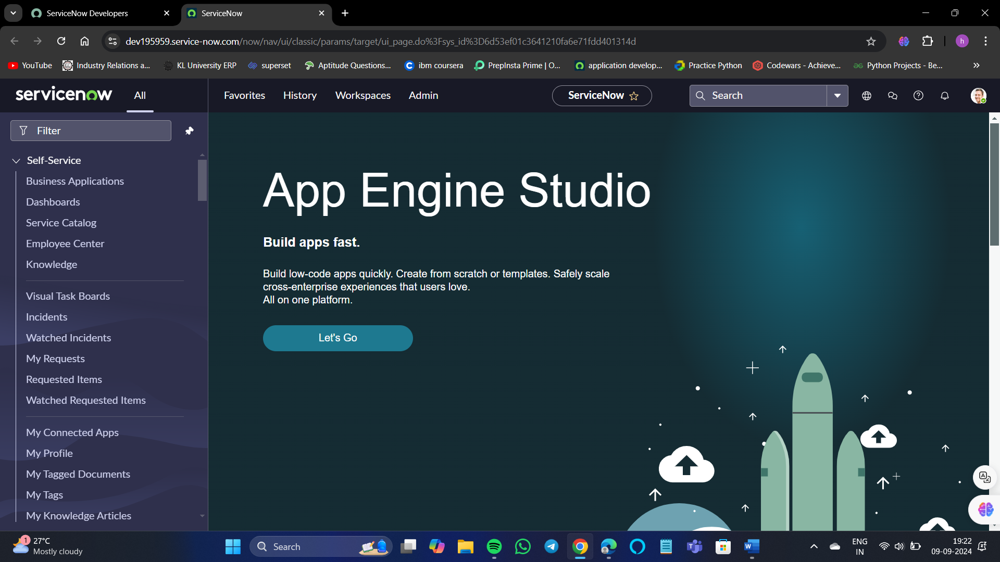 ServiceNow Developers
ServiceNow
dev195959.service-now.com/now/nav/ui/classic/params/target/ui_page.do%3Fsys_id%3D6d53ef01c3641210fa6e71fdd401314d
h
YouTube
Industry Relations a...
KL University ERP
superset
Aptitude Questions...
ibm coursera
PrepInsta Prime | O...
application develop...
Practice Python
Codewars - Achieve...
Python Projects - Be...
servicenow
All
Favorites
History
Workspaces
Admin
ServiceNow
Search
Filter
Self-Service
Business Applications
Dashboards
Service Catalog
Employee Center
Knowledge
Visual Task Boards
Incidents
Watched Incidents
My Requests
Requested Items
Watched Requested Items
My Connected Apps
My Profile
My Tagged Documents
My Tags
My Knowledge Articles
App Engine Studio
Build apps fast.
Build low-code apps quickly. Create from scratch or templates. Safely scale
cross-enterprise experiences that users love.
All on one platform.
Let's Go
1
27°C
Mostly cloudy
Search
ENG
IN
19:22
09-09-2024